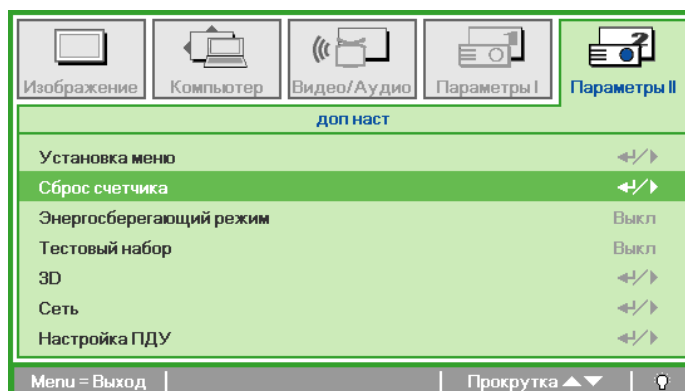 Изображение Компьютер Видео/Аудио Параметры I Параметры II
доп наст
Установка меню
Сброс счетчика
Энергосберегающий режим Выкл
Тестовый набор Выкл
3D
Сеть
Настройка ПДУ
Menu = Выход Прокрутка